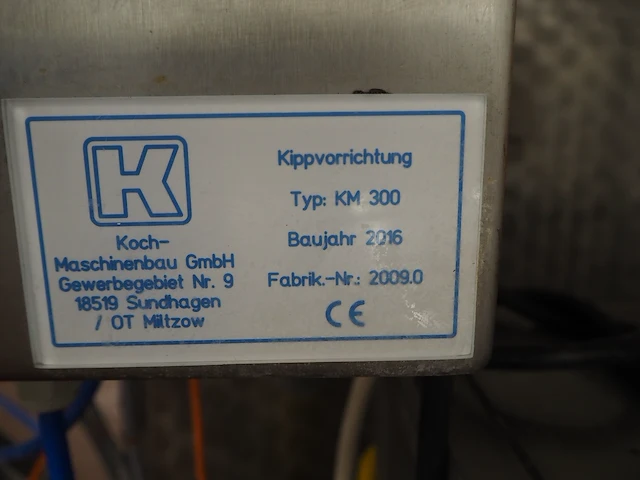 K
Koch-
Maschinenbau GmbH
Gewerbegebiet Nr. 9
18519 Sundhagen
/ OT Miltzow
Kippvorrichtung
Typ: KM 300
Baujahr 2016
Fabrik.-Nr.: 2009.0
CE